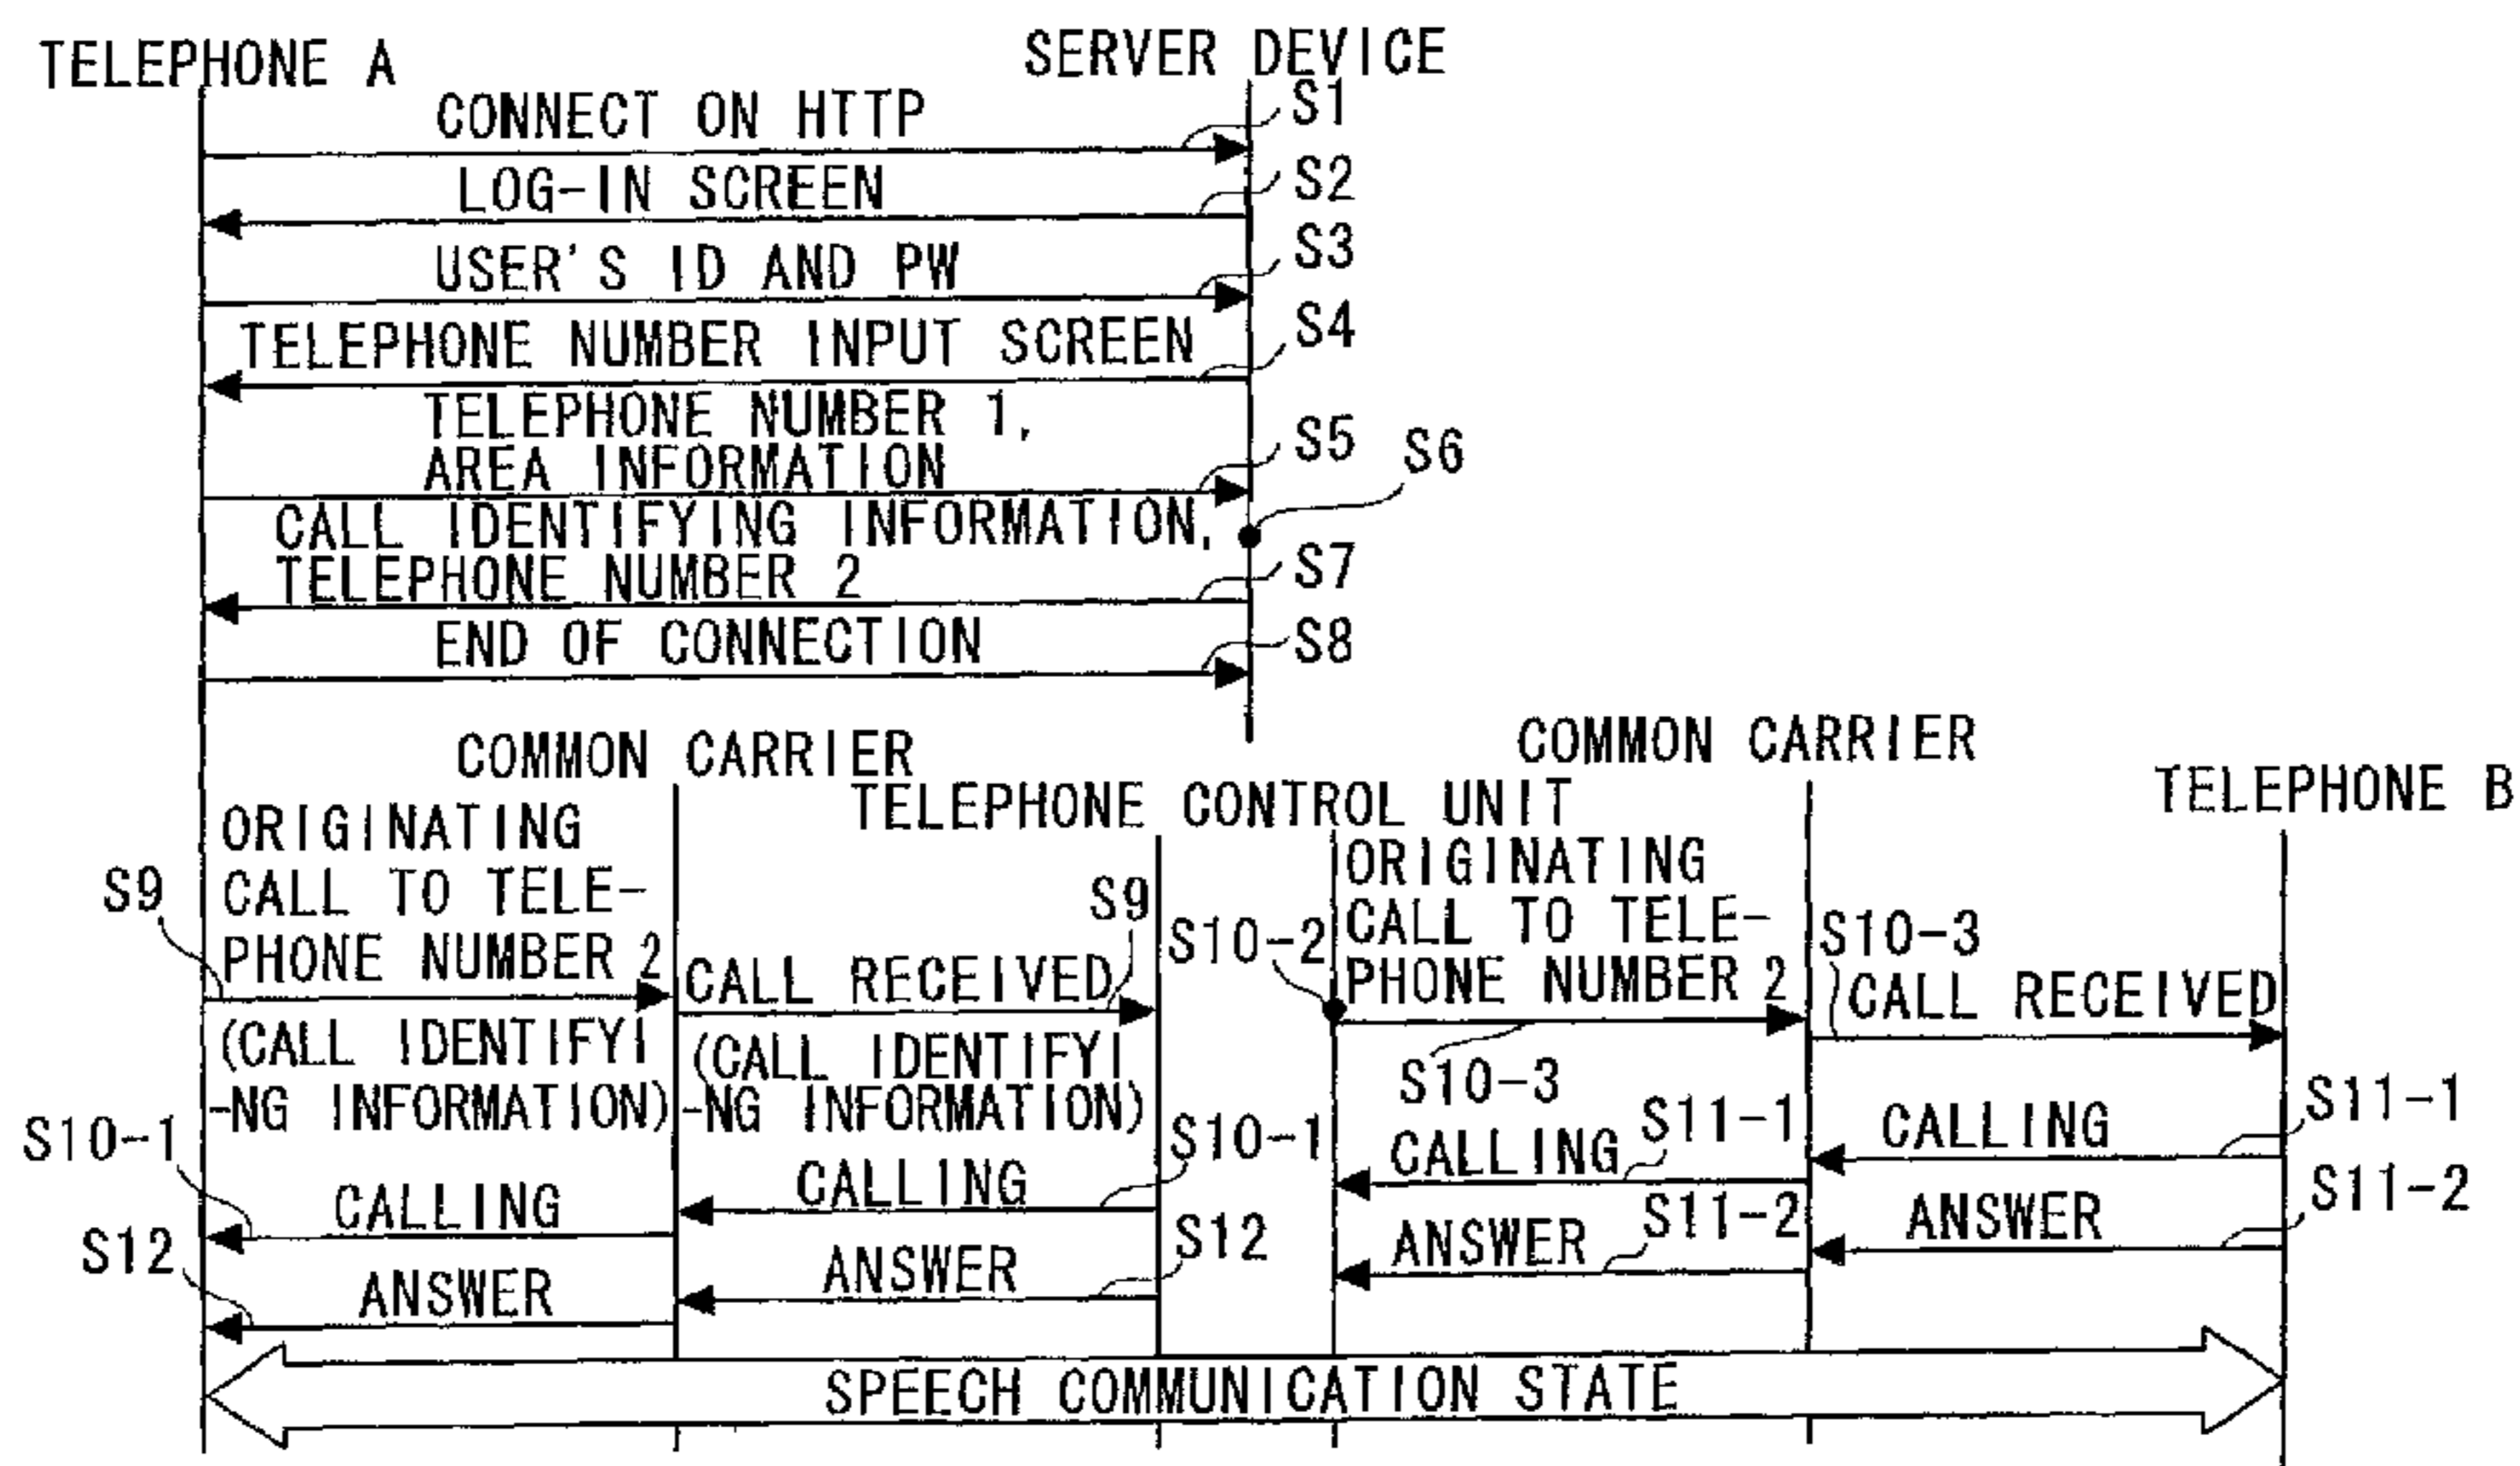 TELEPHONE A
SERVER DEVICE
CONNECT ON HTTP
S1
LOG-IN SCREEN
S2
USER'S ID AND PW
S3
TELEPHONE NUMBER INPUT SCREEN
S4
TELEPHONE NUMBER 1,
AREA INFORMATION
S5
S6
CALL IDENTIFYING INFORMATION,
TELEPHONE NUMBER 2
S7
END OF CONNECTION
S8
COMMON CARRIER
COMMON CARRIER
TELEPHONE CONTROL UNIT
TELEPHONE B
ORIGINATING
CALL TO TELE-
PHONE NUMBER 2
S9
(CALL IDENTIFYI
-NG INFORMATION)
CALL RECEIVED
S9
(CALL IDENTIFYI
-NG INFORMATION)
S10-2
ORIGINATING
CALL TO TELE-
PHONE NUMBER 2
S10-3
S10-3
CALL RECEIVED
S10-1
CALLING
CALLING
S10-1
CALLING
S11-1
CALLING
S11-1
S12
ANSWER
ANSWER
S12
ANSWER
S11-2
ANSWER
S11-2
SPEECH COMMUNICATION STATE